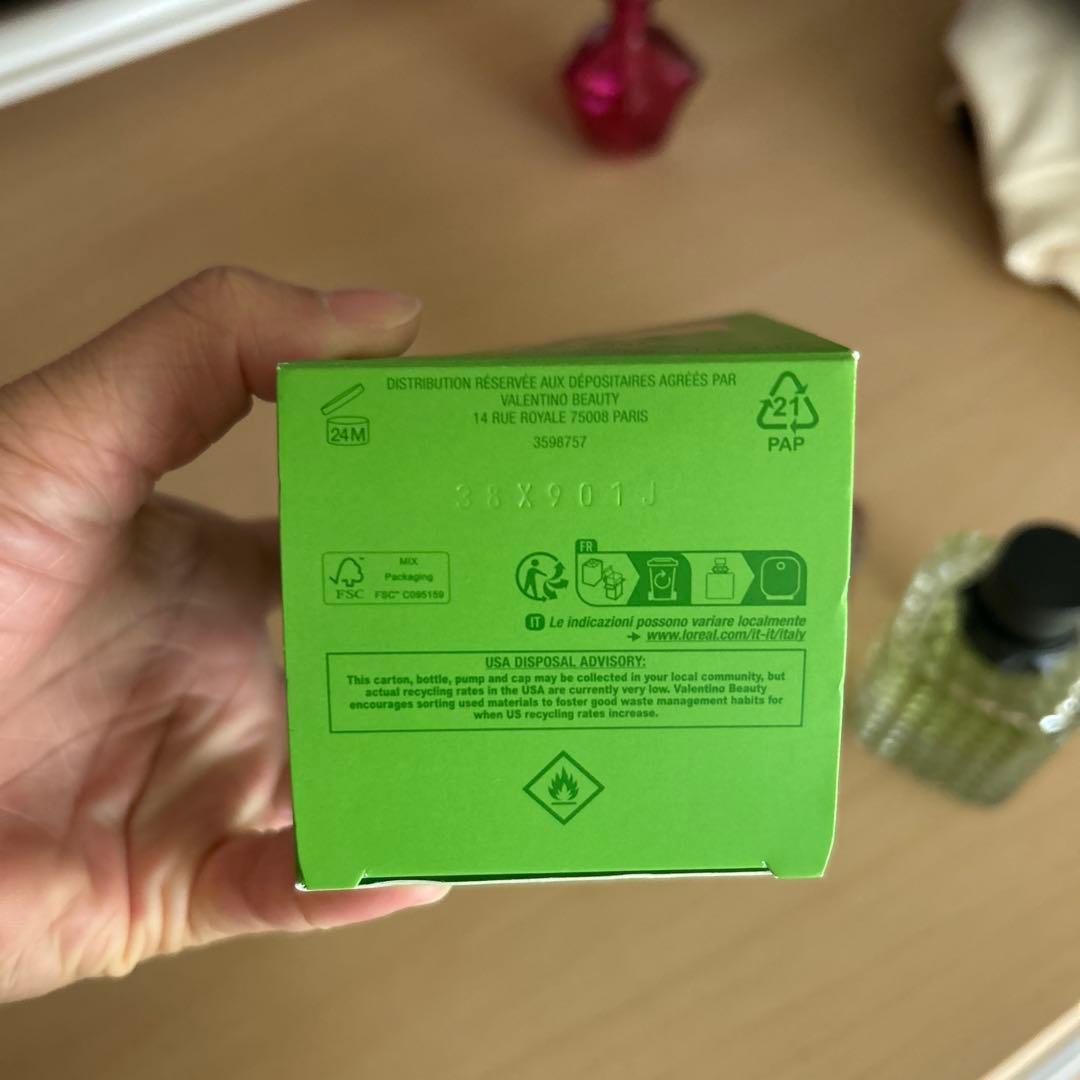 24M
DISTRIBUTION RÉSERVÉE AUX DÉPOSITAIRES AGRÉÉS PAR
VALENTINO BEAUTY
14 RUE ROYALE 75008 PARIS
3598757
21
PAP
38X901J
FSC™
MIX
Packaging
FSC™ C095159
FR
IT Le indicazioni possono variare localmente
www.loreal.com/it-it/italy
USA DISPOSAL ADVISORY:
This carton, bottle, pump and cap may be collected in your local community, but
actual recycling rates in the USA are currently very low. Valentino Beauty
encourages sorting used materials to foster good waste management habits for
when US recycling rates increase.